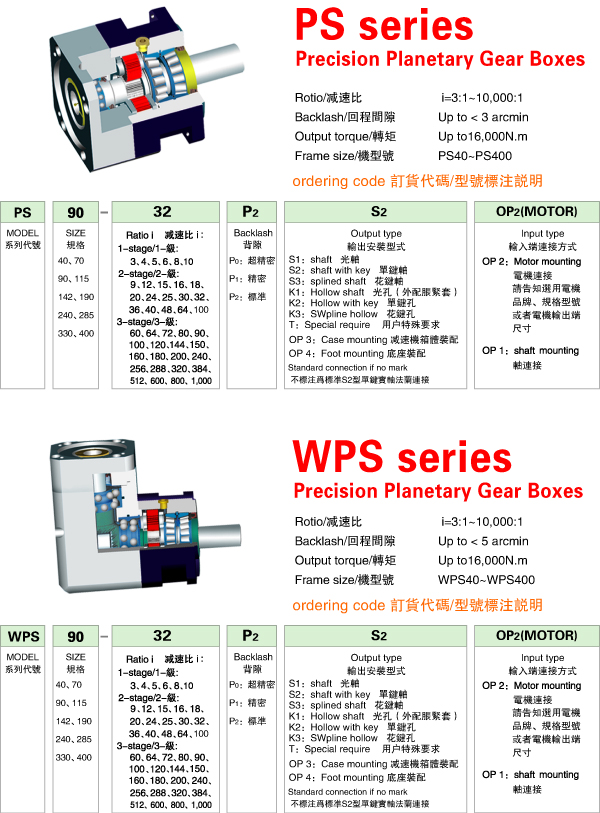 PS series
Precision Planetary Gear Boxes
Rotio/减速比 i=3:1~10,000:1
Backlash/回程間隙 Up to < 3 arcmin
Output torque/轉矩 Up to16,000N.m
Frame size/機型號 PS40~PS400
ordering code 訂貨代碼/型號標注説明
PS 90 – 32 P2 S2 OP2(MOTOR)
MODEL
系列代號
SIZE
規格
40、70
90、115
142、190
240、285
330、400
Ratio i 减速比 i：
1-stage/1-級:
3、4、5、6、8、10
2-stage/2-級:
9、12、15、16、18、
20、24、25、30、32、
36、40、48、64、100
3-stage/3-級:
60、64、72、80、90、
100、120、144、150、
160、180、200、240、
256、288、320、384、
512、600、800、1,000
Backlash
背隙
P0：超精密
P1：精密
P2：標準
Output type
輸出安裝型式
S1：shaft 光軸
S2：shaft with key 單鍵軸
S3：splined shaft 花鍵軸
K1：Hollow shaft 光孔（外配脹緊套）
K2：Hollow with key 單鍵孔
K3：SWpline hollow 花鍵孔
T：Special require 用户特殊要求
OP 3；Case mounting 减速機箱體裝配
OP 4：Foot mounting 底座裝配
Standard connection if no mark
不標注爲標準S2型單鍵實軸法蘭連接
Input type
輸入端連接方式
OP 2：Motor mounting
電機連接
請告知選用電機
品牌、規格型號
或者電機輸出端
尺寸
OP 1：shaft mounting
軸連接
WPS series
Precision Planetary Gear Boxes
Rotio/减速比 i=3:1~10,000:1
Backlash/回程間隙 Up to < 5 arcmin
Output torque/轉矩 Up to16,000N.m
Frame size/機型號 WPS40~WPS400
ordering code 訂貨代碼/型號標注説明
WPS 90 – 32 P2 S2 OP2(MOTOR)
MODEL
系列代號
SIZE
規格
40、70
90、115
142、190
240、285
330、400
Ratio i 减速比 i：
1-stage/1-級:
3、4、5、6、8、10
2-stage/2-級:
9、12、15、16、18、
20、24、25、30、32、
36、40、48、64、100
3-stage/3-級:
60、64、72、80、90、
100、120、144、150、
160、180、200、240、
256、288、320、384、
512、600、800、1,000
Backlash
背隙
P0：超精密
P1：精密
P2：標準
Output type
輸出安裝型式
S1：shaft 光軸
S2：shaft with key 單鍵軸
S3：splined shaft 花鍵軸
K1：Hollow shaft 光孔（外配脹緊套）
K2：Hollow with key 單鍵孔
K3：SWpline hollow 花鍵孔
T：Special require 用户特殊要求
OP 3；Case mounting 减速機箱體裝配
OP 4：Foot mounting 底座裝配
Standard connection if no mark
不標注爲標準S2型單鍵實軸法蘭連接
Input type
輸入端連接方式
OP 2：Motor mounting
電機連接
請告知選用電機
品牌、規格型號
或者電機輸出端
尺寸
OP 1：shaft mounting
軸連接